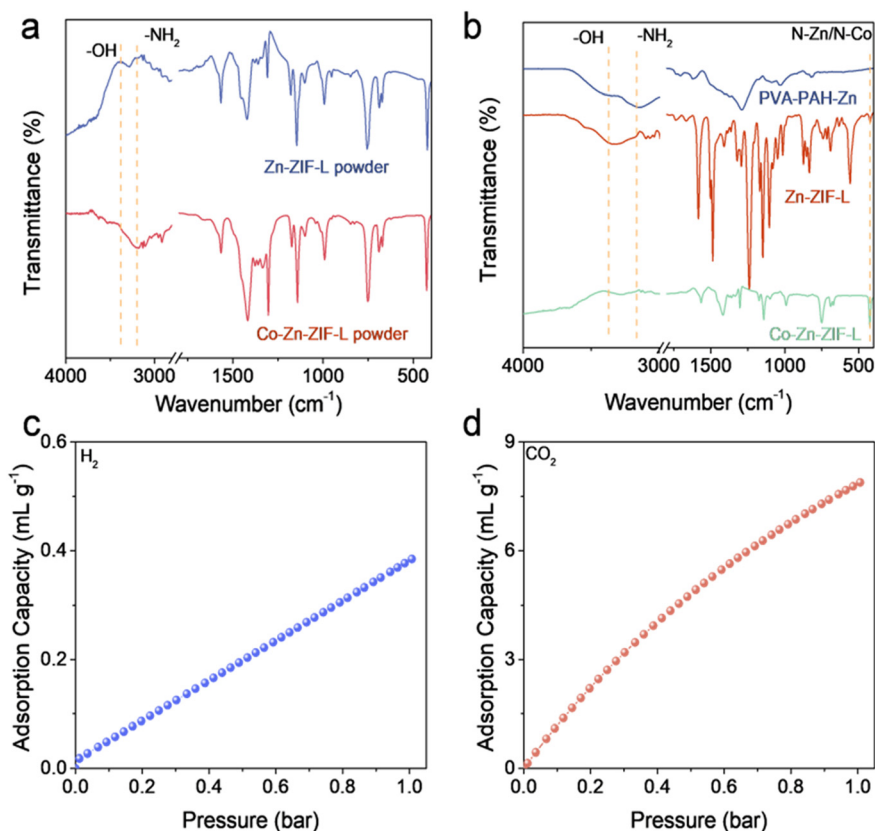 a
-OH
-NH₂
Transmittance (%)
Zn-ZIF-L powder
Co-Zn-ZIF-L powder
4000 3000 1500 1000 500
Wavenumber (cm⁻¹)
b
N-Zn/N-Co
-OH
-NH₂
Transmittance (%)
PVA-PAH-Zn
Zn-ZIF-L
Co-Zn-ZIF-L
4000 3000 1500 1000 500
Wavenumber (cm⁻¹)
c
H₂
Adsorption Capacity (mL g⁻¹)
0.6
0.4
0.2
0.0
0.0 0.2 0.4 0.6 0.8 1.0
Pressure (bar)
d
CO₂
Adsorption Capacity (mL g⁻¹)
9
6
3
0
0.0 0.2 0.4 0.6 0.8 1.0
Pressure (bar)